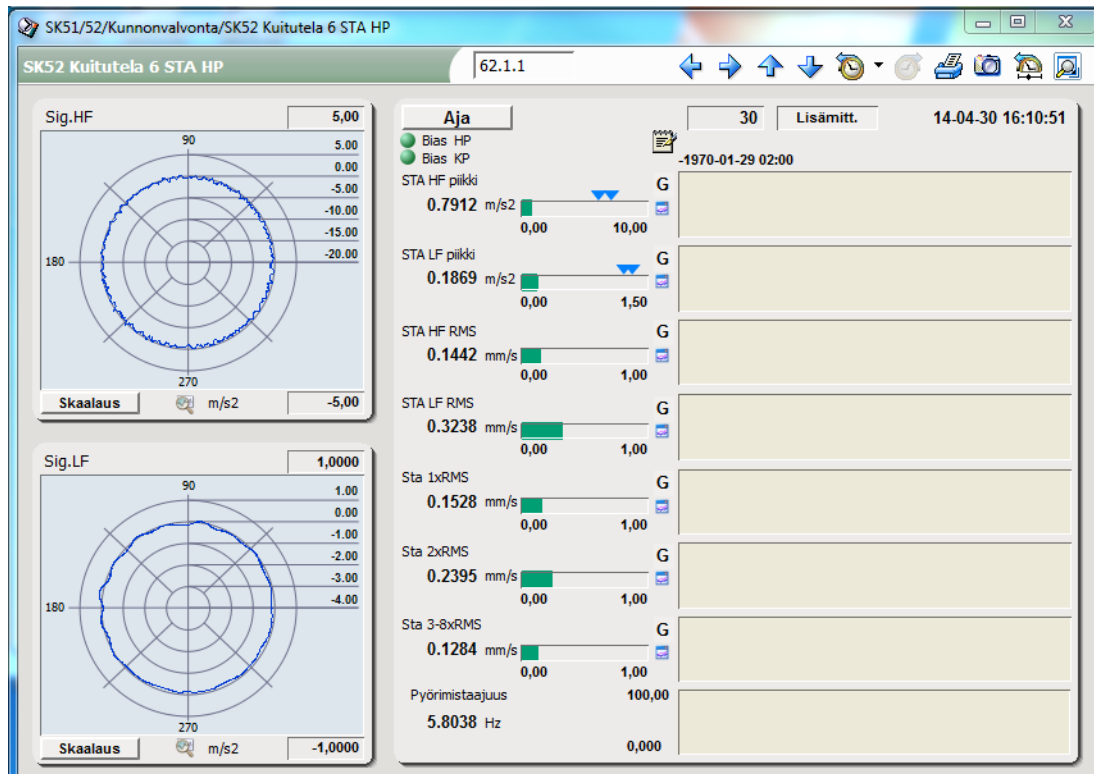 SK51/52/Kunnonvalvonta/SK52 Kuitutela 6 STA HP
SK52 Kuitutela 6 STA HP
62.1.1
Sig.HF
5,00
90
5.00
0.00
-5.00
-10.00
-15.00
-20.00
180
270
Skaalaus
m/s2
-5,00
Sig.LF
1,0000
90
1.00
0.00
-1.00
-2.00
-3.00
-4.00
180
270
Skaalaus
m/s2
-1,0000
Aja
30
Lisämitt.
14-04-30 16:10:51
Bias HP
Bias KP
-1970-01-29 02:00
STA HF piikki
G
0.7912 m/s2
0,00 10,00
STA LF piikki
G
0.1869 m/s2
0,00 1,50
STA HF RMS
G
0.1442 mm/s
0,00 1,00
STA LF RMS
G
0.3238 mm/s
0,00 1,00
Sta 1xRMS
G
0.1528 mm/s
0,00 1,00
Sta 2xRMS
G
0.2395 mm/s
0,00 1,00
Sta 3-8xRMS
G
0.1284 mm/s
0,00 1,00
Pyörimistaajuus 100,00
5.8038 Hz
0,000